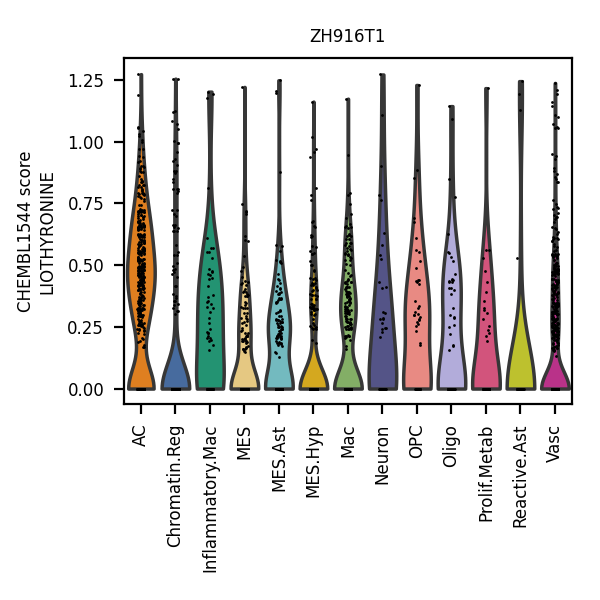 ZH916T1
CHEMBL1544 score
LIOTHYRONINE
1.25
1.00
0.75
0.50
0.25
0.00
AC
Chromatin.Reg
Inflammatory.Mac
MES
MES.Ast
MES.Hyp
Mac
Neuron
OPC
Oligo
Prolif.Metab
Reactive.Ast
Vasc